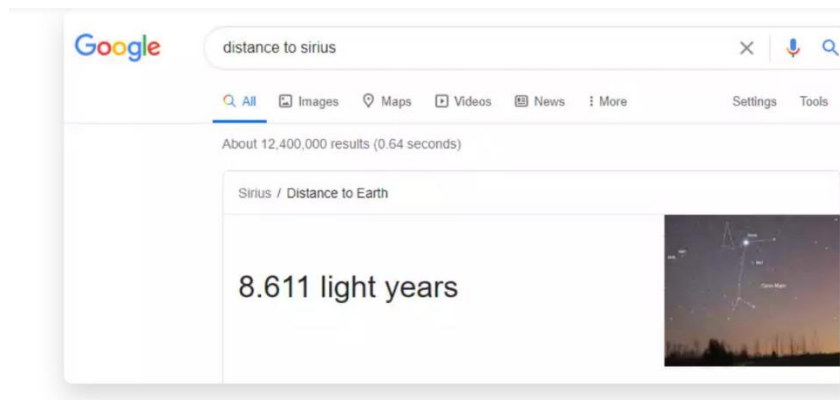 Google distance to sirius
All Images Maps Videos News More Settings Tools
About 12,400,000 results (0.64 seconds)
Sirius / Distance to Earth
8.611 light years